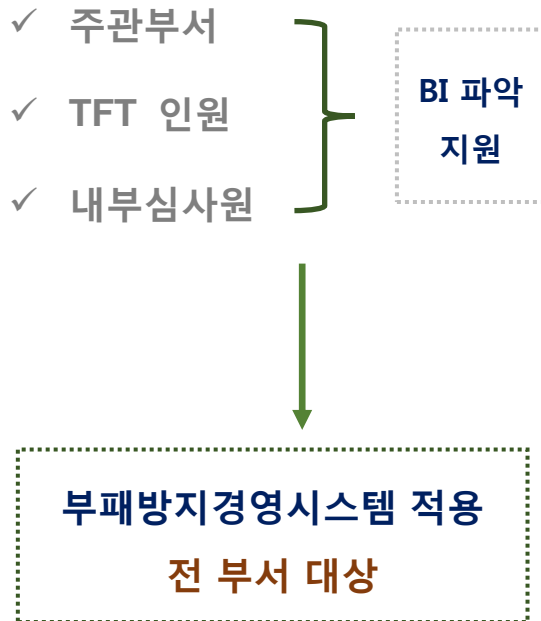 ✓ 주관부서
✓ TFT 인원
✓ 내부심사원
BI 파악
지원
부패방지경영시스템 적용
전 부서 대상